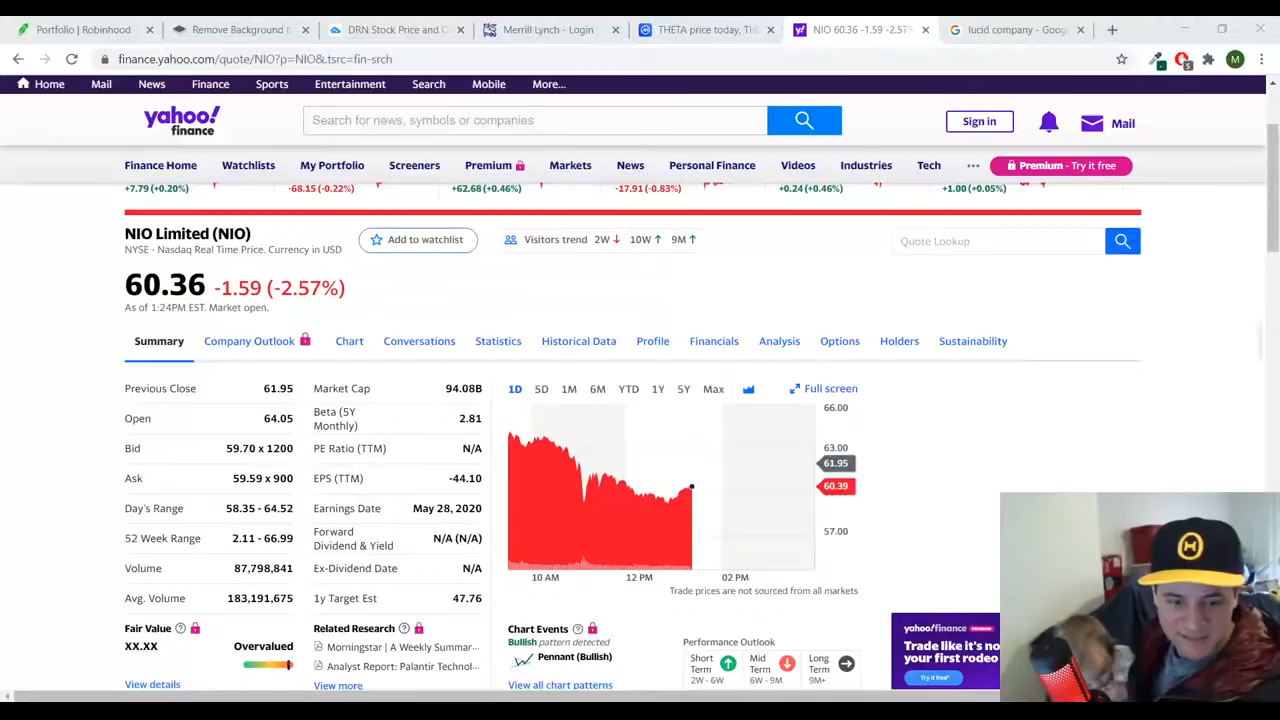 Portfolio | Robinhood
Remove Background f
DRN Stock Price and C
Merrill Lynch - Login
THETA price today, TH
NIO 60.36 -1.59 -2.57%
lucid company - Goog
finance.yahoo.com/quote/NIO?p=NIO&.tsrc=fin-srch
5
M
Home
Mail
News
Finance
Sports
Entertainment
Search
Mobile
More...
yahoo!
finance
Search for news, symbols or companies
Sign in
Mail
Finance Home
Watchlists
My Portfolio
Screeners
Premium
Markets
News
Personal Finance
Videos
Industries
Tech
Premium - Try it free
+7.79 (+0.20%)
-68.15 (-0.22%)
+62.68 (+0.46%)
-17.91 (-0.83%)
+0.24 (+0.46%)
+1.00 (+0.05%)
NIO Limited (NIO)
NYSE - Nasdaq Real Time Price. Currency in USD
Add to watchlist
Visitors trend 2W ↓ 10W ↑ 9M ↑
Quote Lookup
60.36 -1.59 (-2.57%)
As of 1:24PM EST. Market open.
Summary
Company Outlook
Chart
Conversations
Statistics
Historical Data
Profile
Financials
Analysis
Options
Holders
Sustainability
Previous Close 61.95
Open 64.05
Bid 59.70 x 1200
Ask 59.59 x 900
Day's Range 58.35 - 64.52
52 Week Range 2.11 - 66.99
Volume 87,798,841
Avg. Volume 183,191,675
Market Cap 94.08B
Beta (5Y
Monthly) 2.81
PE Ratio (TTM) N/A
EPS (TTM) -44.10
Earnings Date May 28, 2020
Forward
Dividend & Yield N/A (N/A)
Ex-Dividend Date N/A
1y Target Est 47.76
1D 5D 1M 6M YTD 1Y 5Y Max
Full screen
66.00
63.00
61.95
60.39
57.00
10 AM
12 PM
02 PM
Trade prices are not sourced from all markets
Fair Value
XX.XX Overvalued
View details
Related Research
Morningstar | A Weekly Summar...
Analyst Report: Palantir Technol...
View more
Chart Events
Bullish pattern detected
Pennant (Bullish)
View all chart patterns
Performance Outlook
Short
Term
2W - 6W
Mid
Term
6W - 9M
Long
Term
9M+
yahoo!finance PREMIUM
Trade like it's no
your first rodeo
Try it free*